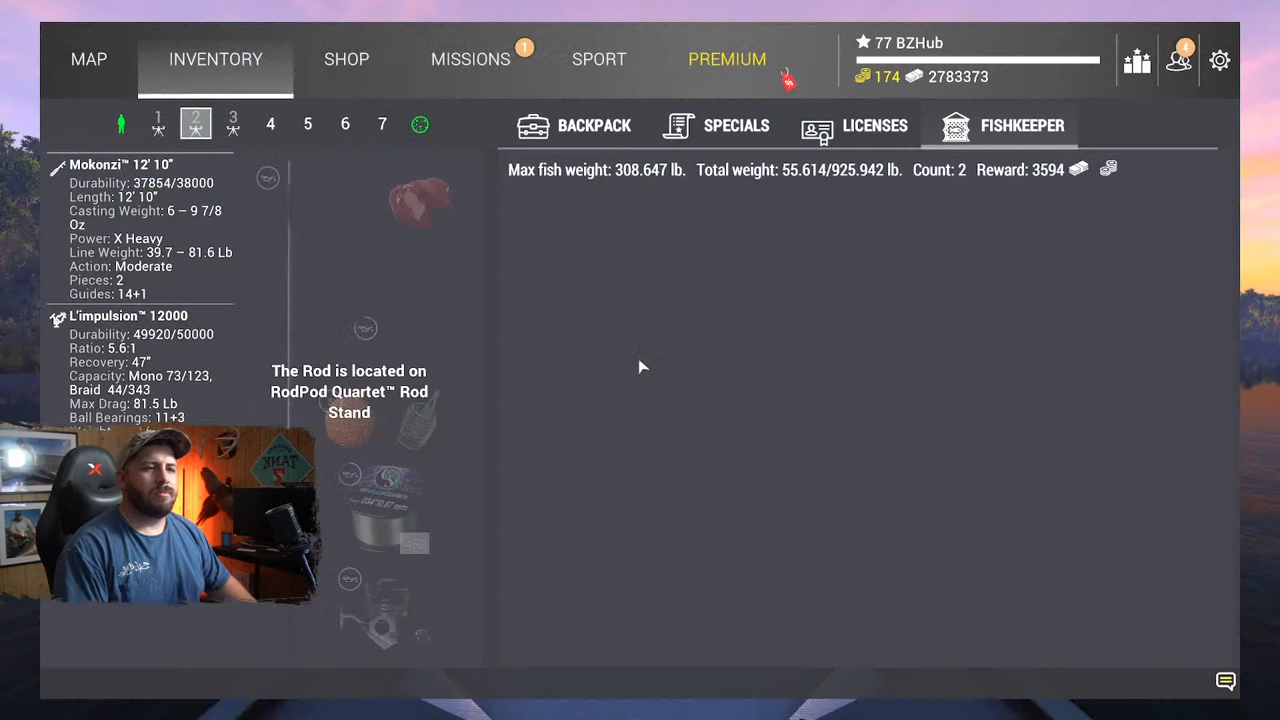 MAP
INVENTORY
SHOP
MISSIONS
1
SPORT
PREMIUM
%
77 BZHub
174 2783373
4
1 2 3 4 5 6 7
BACKPACK
SPECIALS
LICENSES
FISHKEEPER
Max fish weight: 308.647 lb. Total weight: 55.614/925.942 lb. Count: 2 Reward: 3594
Mokonzi™ 12' 10"
Durability: 37854/38000
Length: 12' 10"
Casting Weight: 6 – 9 7/8
Oz
Power: X Heavy
Line Weight: 39.7 – 81.6 Lb
Action: Moderate
Pieces: 2
Guides: 14+1
L'impulsion™ 12000
Durability: 49920/50000
Ratio: 5.6:1
Recovery: 47"
Capacity: Mono 73/123,
Braid 44/343
Max Drag: 81.5 Lb
Ball Bearings: 11+3
The Rod is located on
RodPod Quartet™ Rod
Stand
X